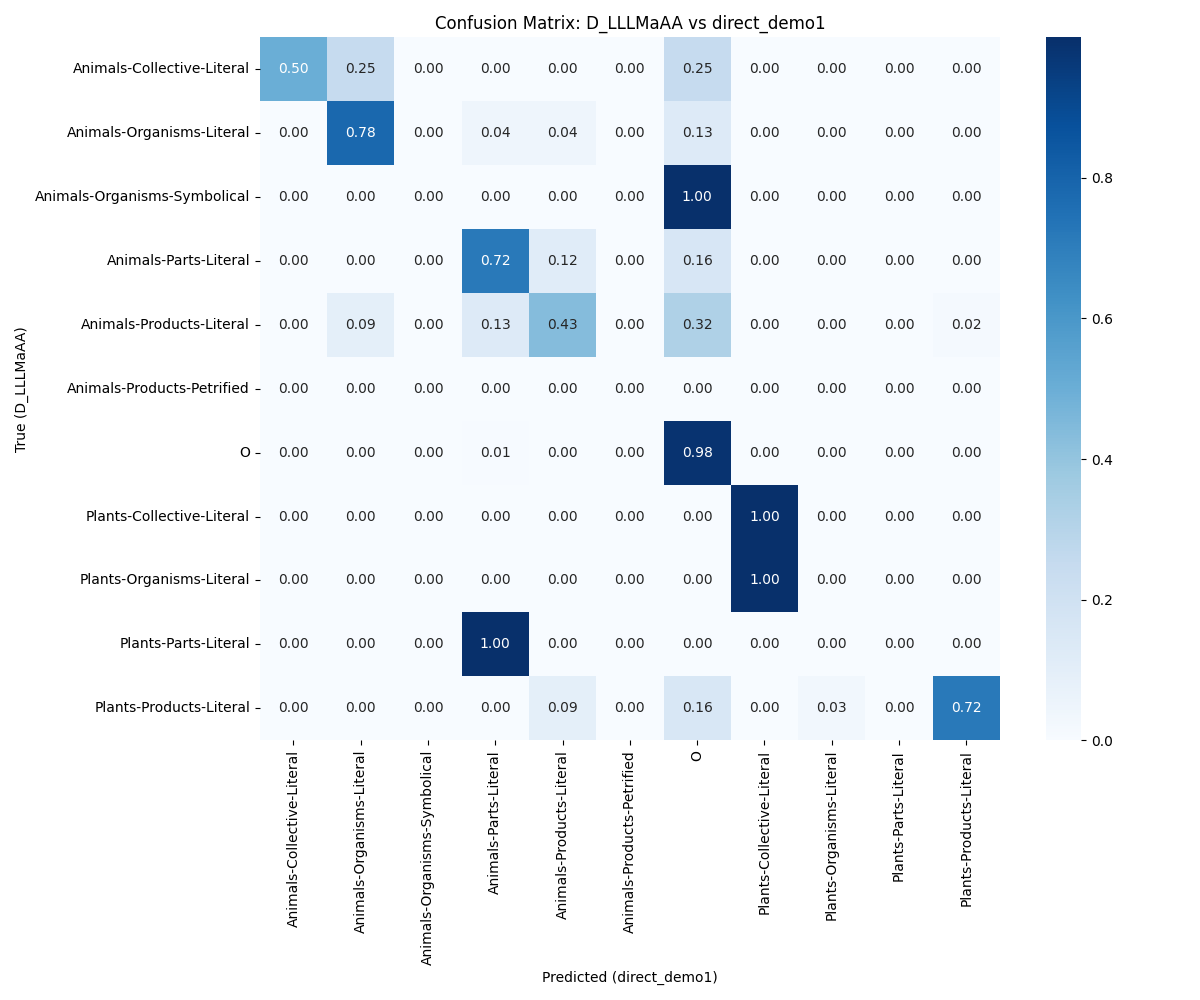 Confusion Matrix: D_LLLMaAA vs direct_demo1
True (D_LLLMaAA)
Animals-Collective-Literal 0.50 0.25 0.00 0.00 0.00 0.00 0.25 0.00 0.00 0.00 0.00
Animals-Organisms-Literal 0.00 0.78 0.00 0.04 0.04 0.00 0.13 0.00 0.00 0.00 0.00
Animals-Organisms-Symbolical 0.00 0.00 0.00 0.00 0.00 0.00 1.00 0.00 0.00 0.00 0.00
Animals-Parts-Literal 0.00 0.00 0.00 0.72 0.12 0.00 0.16 0.00 0.00 0.00 0.00
Animals-Products-Literal 0.00 0.09 0.00 0.13 0.43 0.00 0.32 0.00 0.00 0.00 0.02
Animals-Products-Petrified 0.00 0.00 0.00 0.00 0.00 0.00 0.00 0.00 0.00 0.00 0.00
O 0.00 0.00 0.00 0.01 0.00 0.00 0.98 0.00 0.00 0.00 0.00
Plants-Collective-Literal 0.00 0.00 0.00 0.00 0.00 0.00 0.00 1.00 0.00 0.00 0.00
Plants-Organisms-Literal 0.00 0.00 0.00 0.00 0.00 0.00 0.00 1.00 0.00 0.00 0.00
Plants-Parts-Literal 0.00 0.00 0.00 1.00 0.00 0.00 0.00 0.00 0.00 0.00 0.00
Plants-Products-Literal 0.00 0.00 0.00 0.00 0.09 0.00 0.16 0.00 0.03 0.00 0.72
Animals-Collective-Literal
Animals-Organisms-Literal
Animals-Organisms-Symbolical
Animals-Parts-Literal
Animals-Products-Literal
Animals-Products-Petrified
O
Plants-Collective-Literal
Plants-Organisms-Literal
Plants-Parts-Literal
Plants-Products-Literal
Predicted (direct_demo1)
0.8
0.6
0.4
0.2
0.0